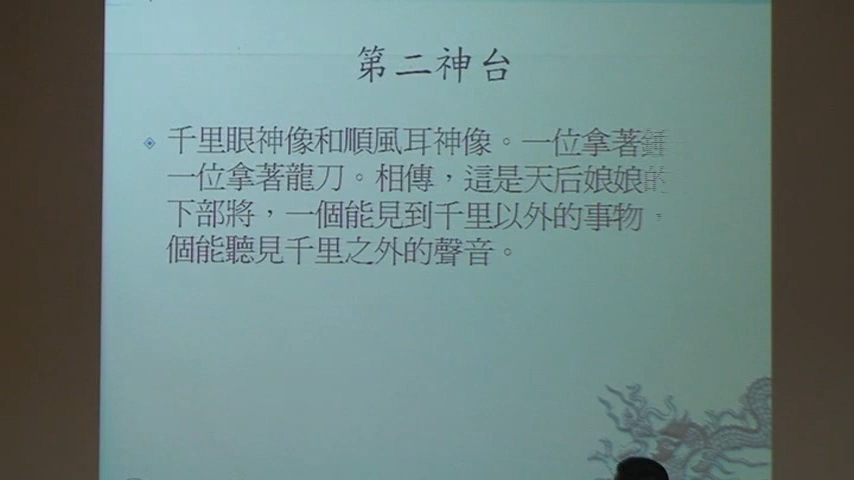 第二神台
千里眼神像和順風耳神像。一位拿著
一位拿著龍刀。相傳，這是天后娘娘的
下部將，一個能見到千里以外的事物，
個能聽見千里之外的聲音。